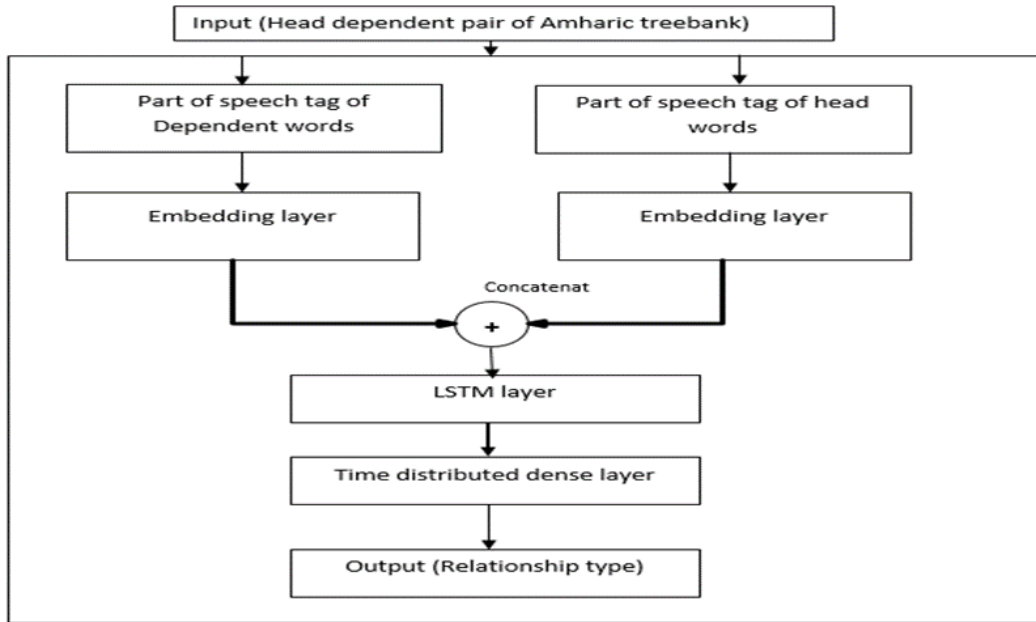 Input (Head dependent pair of Amharic treebank)
Part of speech tag of
Dependent words
Part of speech tag of head
words
Embedding layer
Embedding layer
Concatenat
+
LSTM layer
Time distributed dense layer
Output (Relationship type)